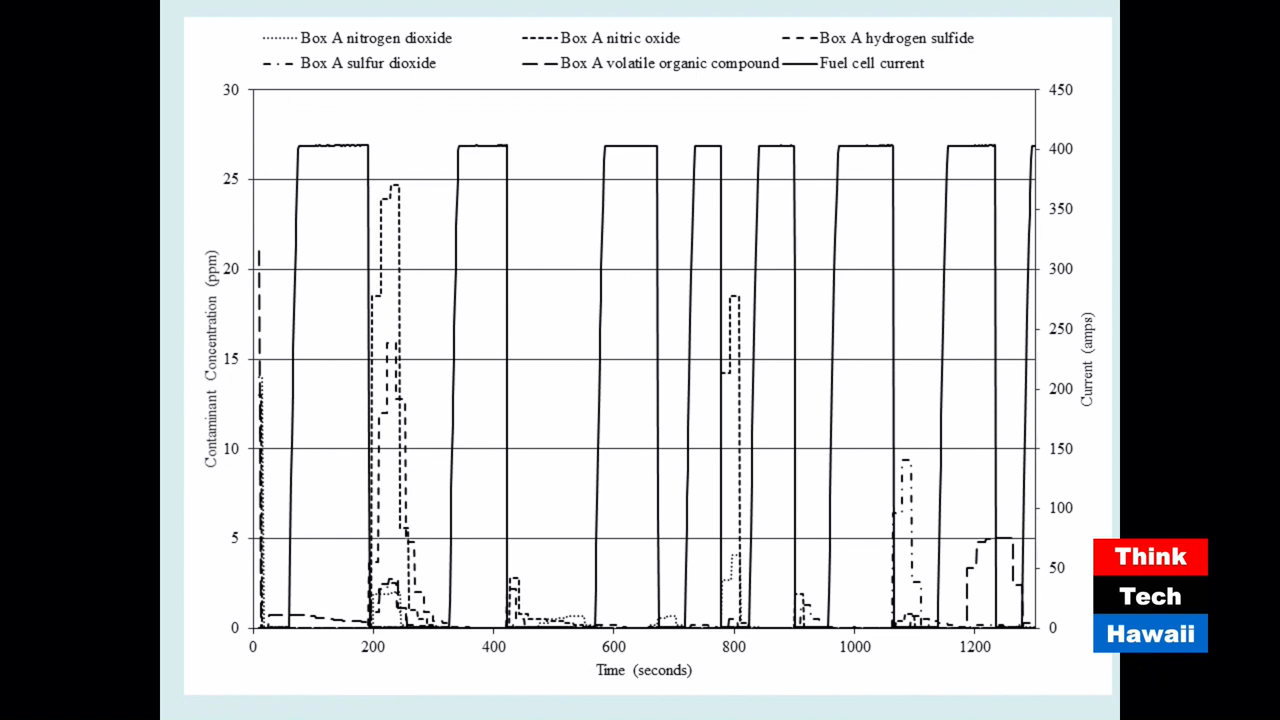 Box A nitrogen dioxide
Box A nitric oxide
Box A hydrogen sulfide
Box A sulfur dioxide
Box A volatile organic compound
Fuel cell current
30
25
20
15
10
5
0
Contaminant Concentration (ppm)
450
400
350
300
250
200
150
100
50
0
Current (amps)
0
200
400
600
800
1000
1200
Time (seconds)
Think
Tech
Hawaii